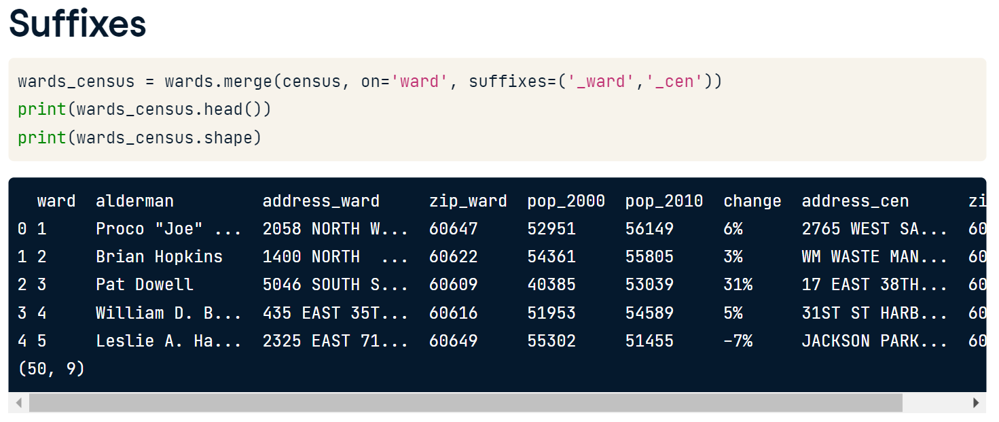 Suffixes
wards_census = wards.merge(census, on='ward', suffixes=('_ward','_cen'))
print(wards_census.head())
print(wards_census.shape)
ward alderman address_ward zip_ward pop_2000 pop_2010 change address_cen zi
0 1 Proco "Joe" ... 2058 NORTH W... 60647 52951 56149 6% 2765 WEST SA... 60
1 2 Brian Hopkins 1400 NORTH ... 60622 54361 55805 3% WM WASTE MAN... 60
2 3 Pat Dowell 5046 SOUTH S... 60609 40385 53039 31% 17 EAST 38TH... 60
3 4 William D. B... 435 EAST 35T... 60616 51953 54589 5% 31ST ST HARB... 60
4 5 Leslie A. Ha... 2325 EAST 71... 60649 55302 51455 -7% JACKSON PARK... 60
(50, 9)